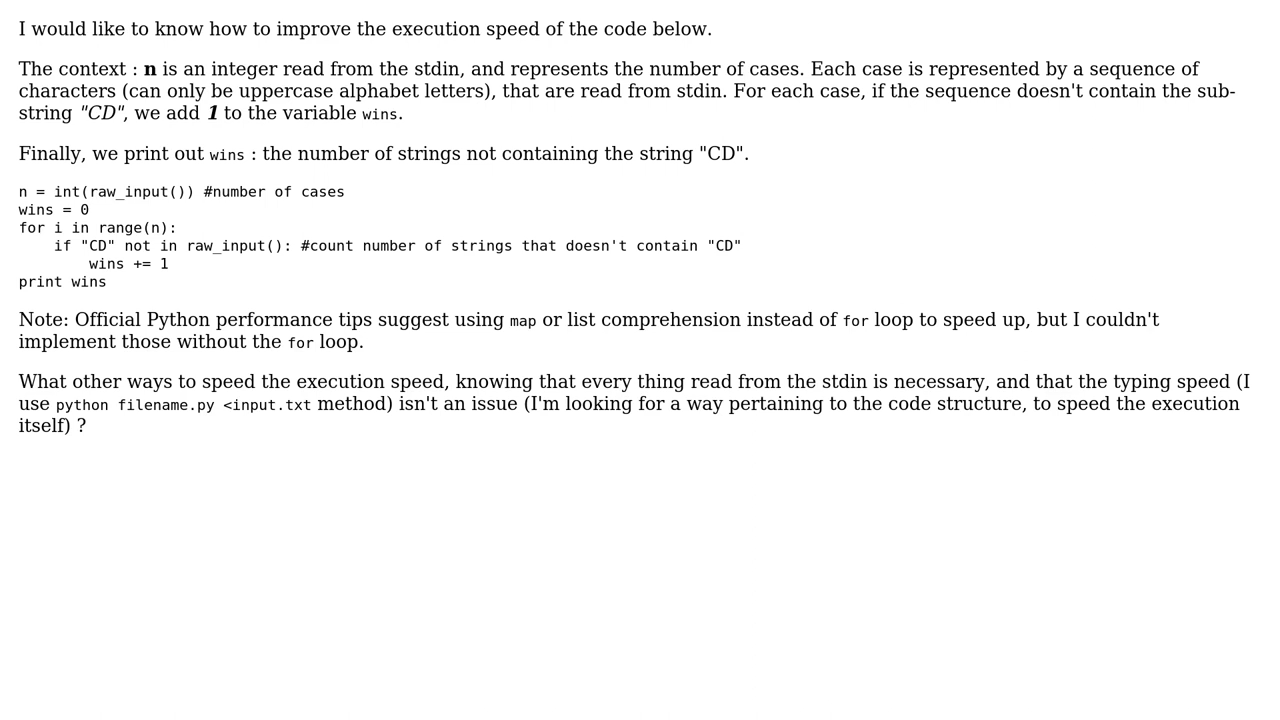 I would like to know how to improve the execution speed of the code below.
The context : n is an integer read from the stdin, and represents the number of cases. Each case is represented by a sequence of
characters (can only be uppercase alphabet letters), that are read from stdin. For each case, if the sequence doesn't contain the sub-
string "CD", we add 1 to the variable wins.
Finally, we print out wins : the number of strings not containing the string "CD".
n = int(raw_input()) #number of cases
wins = 0
for i in range(n):
    if "CD" not in raw_input(): #count number of strings that doesn't contain "CD"
        wins += 1
print wins
Note: Official Python performance tips suggest using map or list comprehension instead of for loop to speed up, but I couldn't
implement those without the for loop.
What other ways to speed the execution speed, knowing that every thing read from the stdin is necessary, and that the typing speed (I
use python filename.py <input.txt method) isn't an issue (I'm looking for a way pertaining to the code structure, to speed the execution
itself) ?